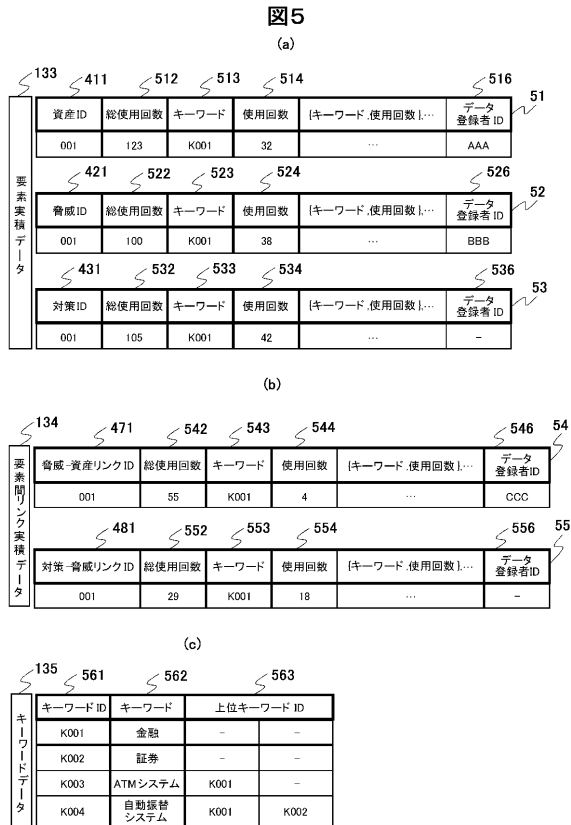 図5
(a)
133 411 512 513 514 516
51
資産ID 総使用回数 キーワード 使用回数 {キーワード,使用回数},… データ登録者ID
001 123 K001 32 … AAA
421 522 523 524 526
52
脅威ID 総使用回数 キーワード 使用回数 {キーワード,使用回数},… データ登録者ID
001 100 K001 38 … BBB
431 532 533 534 536
53
対策ID 総使用回数 キーワード 使用回数 {キーワード,使用回数},… データ登録者ID
001 105 K001 42 … -
要素実積データ
(b)
134 471 542 543 544 546
54
脅威-資産リンクID 総使用回数 キーワード 使用回数 {キーワード,使用回数},… データ登録者ID
001 55 K001 4 … CCC
481 552 553 554 556
55
対策-脅威リンクID 総使用回数 キーワード 使用回数 {キーワード,使用回数},… データ登録者ID
001 29 K001 18 … -
要素間リンク実積データ
(c)
135 561 562 563
キーワードID キーワード 上位キーワードID
K001 金融 - -
K002 証券 - -
K003 ATMシステム K001 -
K004 自動振替システム K001 K002
キーワードデータ